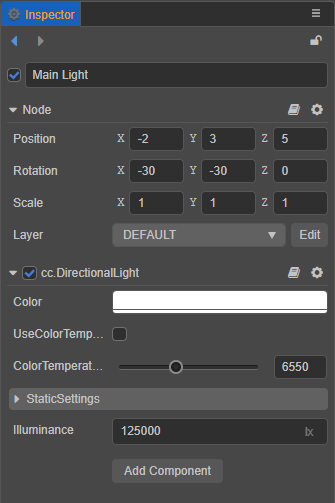 Inspector
Main Light
Node
Position X -2 Y 3 Z 5
Rotation X -30 Y -30 Z 0
Scale X 1 Y 1 Z 1
Layer DEFAULT Edit
cc.DirectionalLight
Color
UseColorTemp...
ColorTemperat... 6550
StaticSettings
Illuminance 125000 lx
Add Component